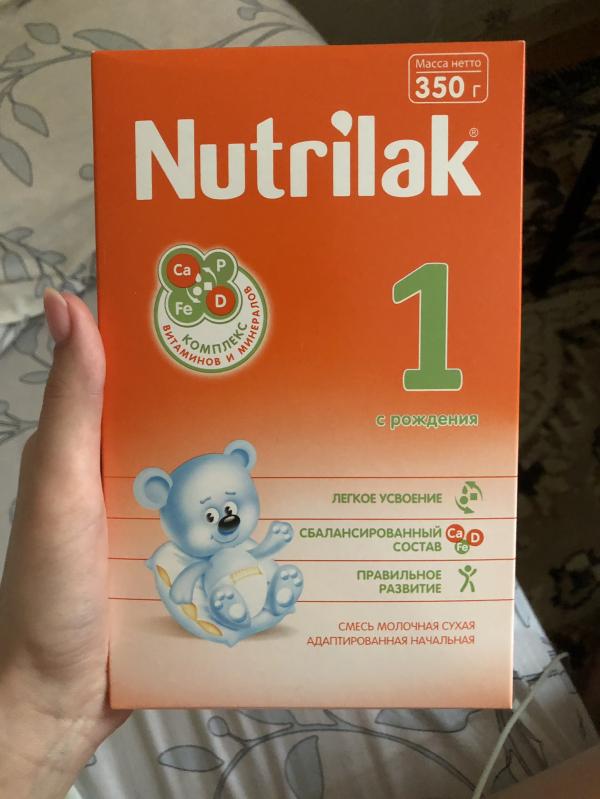 Масса нетто
350 г
Nutrilak®
Ca P
Fe D
КОМПЛЕКС
ВИТАМИНОВ И МИНЕРАЛОВ
1
с рождения
ЛЕГКОЕ УСВОЕНИЕ
СБАЛАНСИРОВАННЫЙ
СОСТАВ
Ca D
Fe
ПРАВИЛЬНОЕ
РАЗВИТИЕ
СМЕСЬ МОЛОЧНАЯ СУХАЯ
АДАПТИРОВАННАЯ НАЧАЛЬНАЯ